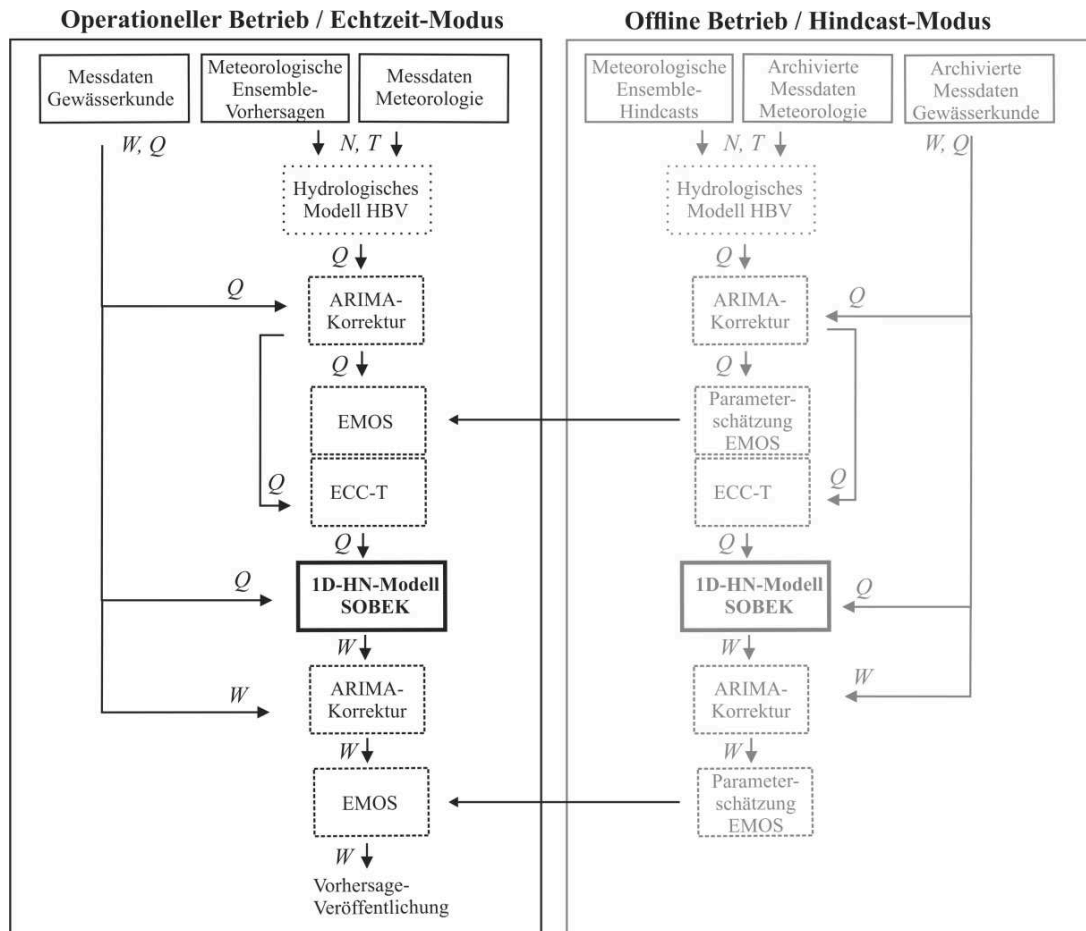 Operationeller Betrieb / Echtzeit-Modus
Messdaten
Gewässerkunde
Meteorologische
Ensemble-
Vorhersagen
Messdaten
Meteorologie
W, Q
N, T
Hydrologisches
Modell HBV
Q
Q
ARIMA-
Korrektur
Q
EMOS
Q
ECC-T
Q
Q
1D-HN-Modell
SOBEK
W
W
ARIMA-
Korrektur
W
EMOS
W
Vorhersage-
Veröffentlichung
Offline Betrieb / Hindcast-Modus
Meteorologische
Ensemble-
Hindcasts
Archivierte
Messdaten
Meteorologie
Archivierte
Messdaten
Gewässerkunde
N, T
W, Q
Hydrologisches
Modell HBV
Q
ARIMA-
Korrektur
Q
Q
Parameter-
schätzung
EMOS
ECC-T
Q
Q
1D-HN-Modell
SOBEK
Q
W
ARIMA-
Korrektur
W
W
Parameter-
schätzung
EMOS